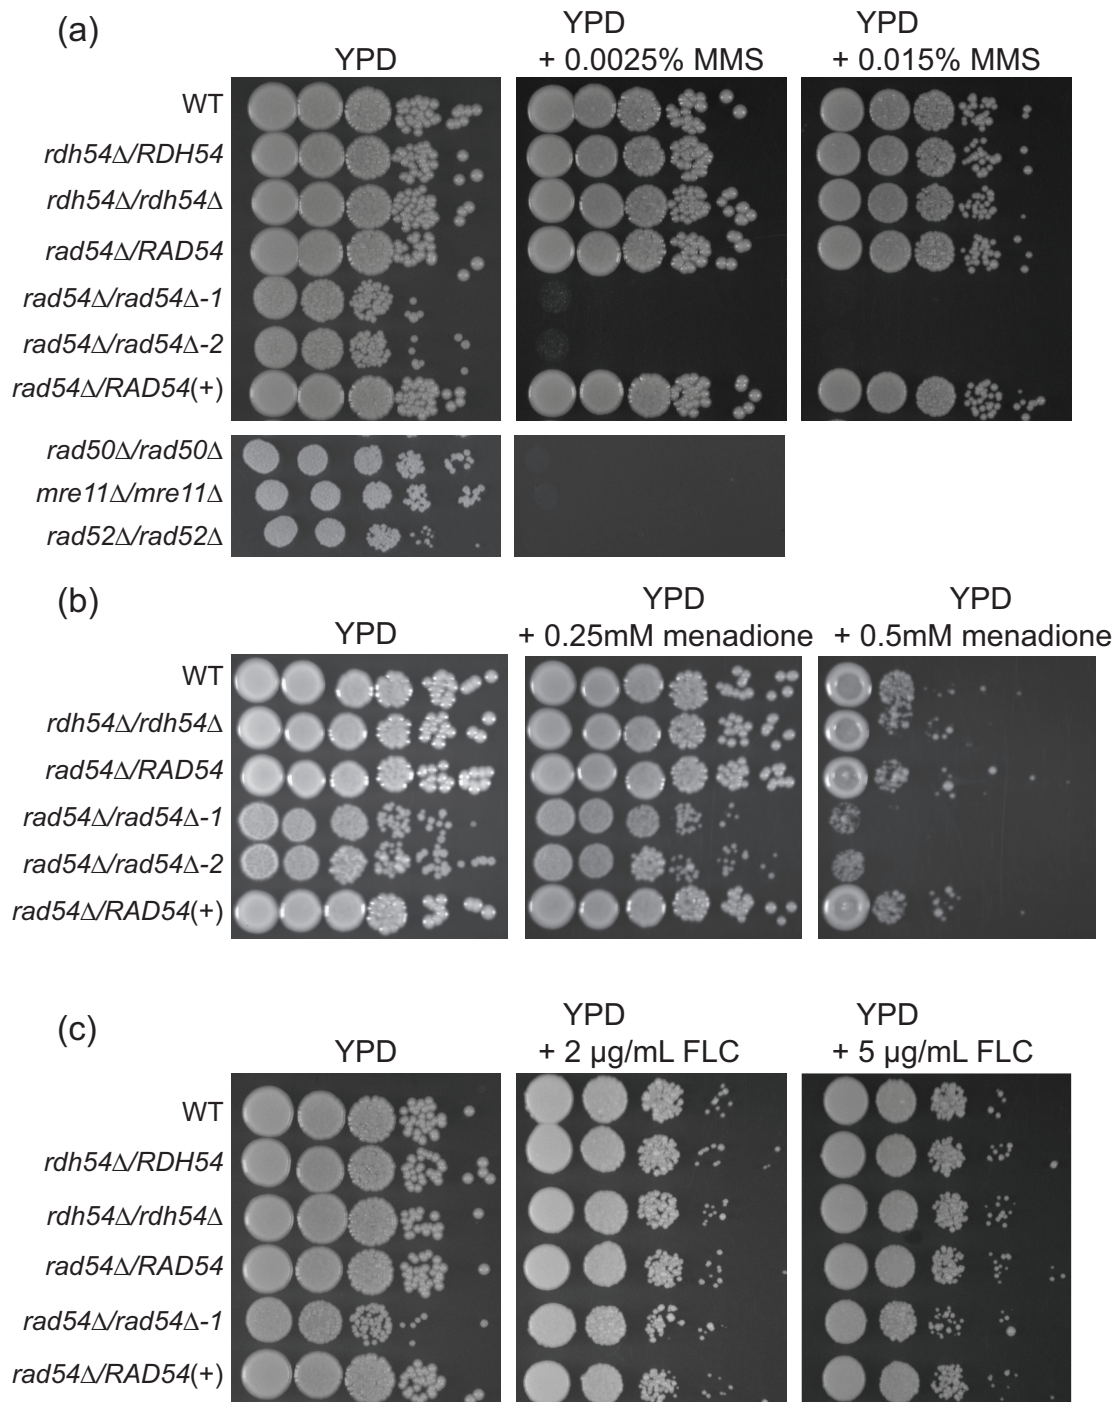 (a)
YPD
YPD
+ 0.0025% MMS
YPD
+ 0.015% MMS
WT
rdh54Δ/RDH54
rdh54Δ/rdh54Δ
rad54Δ/RAD54
rad54Δ/rad54Δ-1
rad54Δ/rad54Δ-2
rad54Δ/RAD54(+)
rad50Δ/rad50Δ
mre11Δ/mre11Δ
rad52Δ/rad52Δ
(b)
YPD
YPD
+ 0.25mM menadione
YPD
+ 0.5mM menadione
WT
rdh54Δ/rdh54Δ
rad54Δ/RAD54
rad54Δ/rad54Δ-1
rad54Δ/rad54Δ-2
rad54Δ/RAD54(+)
(c)
YPD
YPD
+ 2 µg/mL FLC
YPD
+ 5 µg/mL FLC
WT
rdh54Δ/RDH54
rdh54Δ/rdh54Δ
rad54Δ/RAD54
rad54Δ/rad54Δ-1
rad54Δ/RAD54(+)